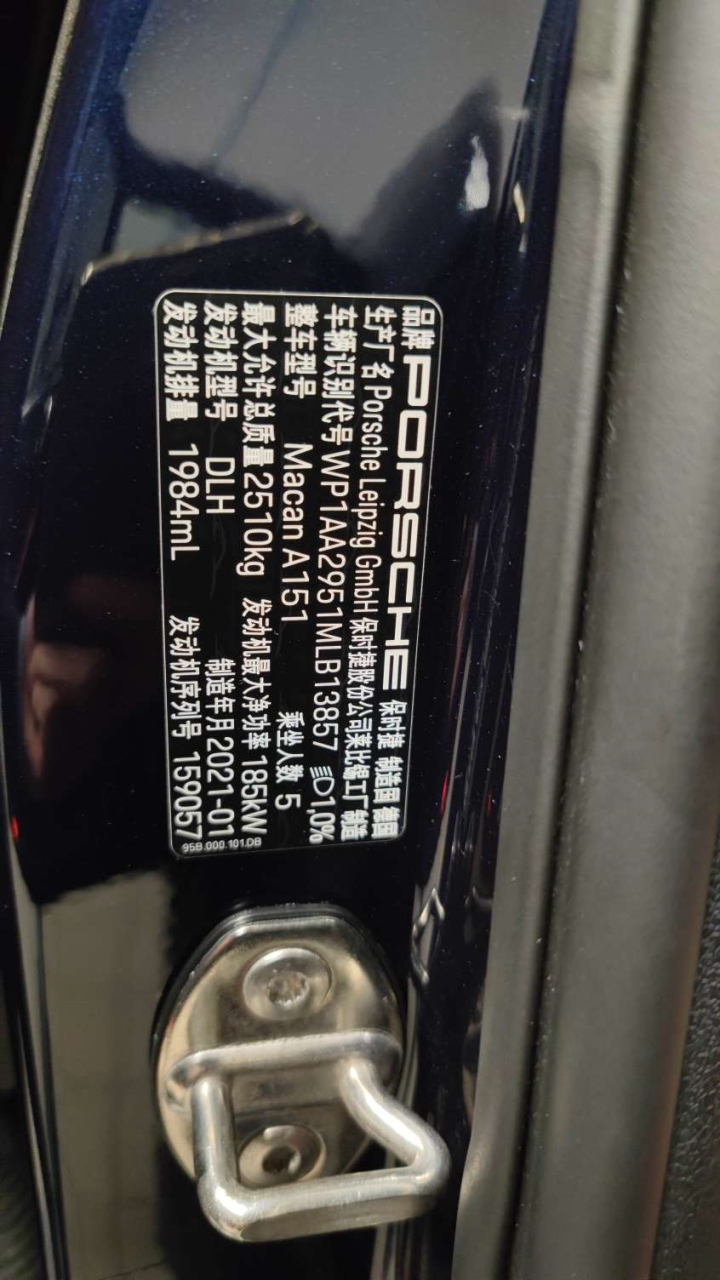 品牌 PORSCHE 保时捷 制造国 德国
生产厂名 Porsche Leipzig GmbH 保时捷股份公司莱比锡工厂 制造
车辆识别代号 WP1AA2951MLB13857 1,0%
整车型号 Macan A151 乘坐人数 5
最大允许总质量 2510kg 发动机最大净功率 185kW
发动机型号 DLH 制造年月 2021-01
发动机排量 1984mL 发动机序列号 159057
95B.000.101.DB